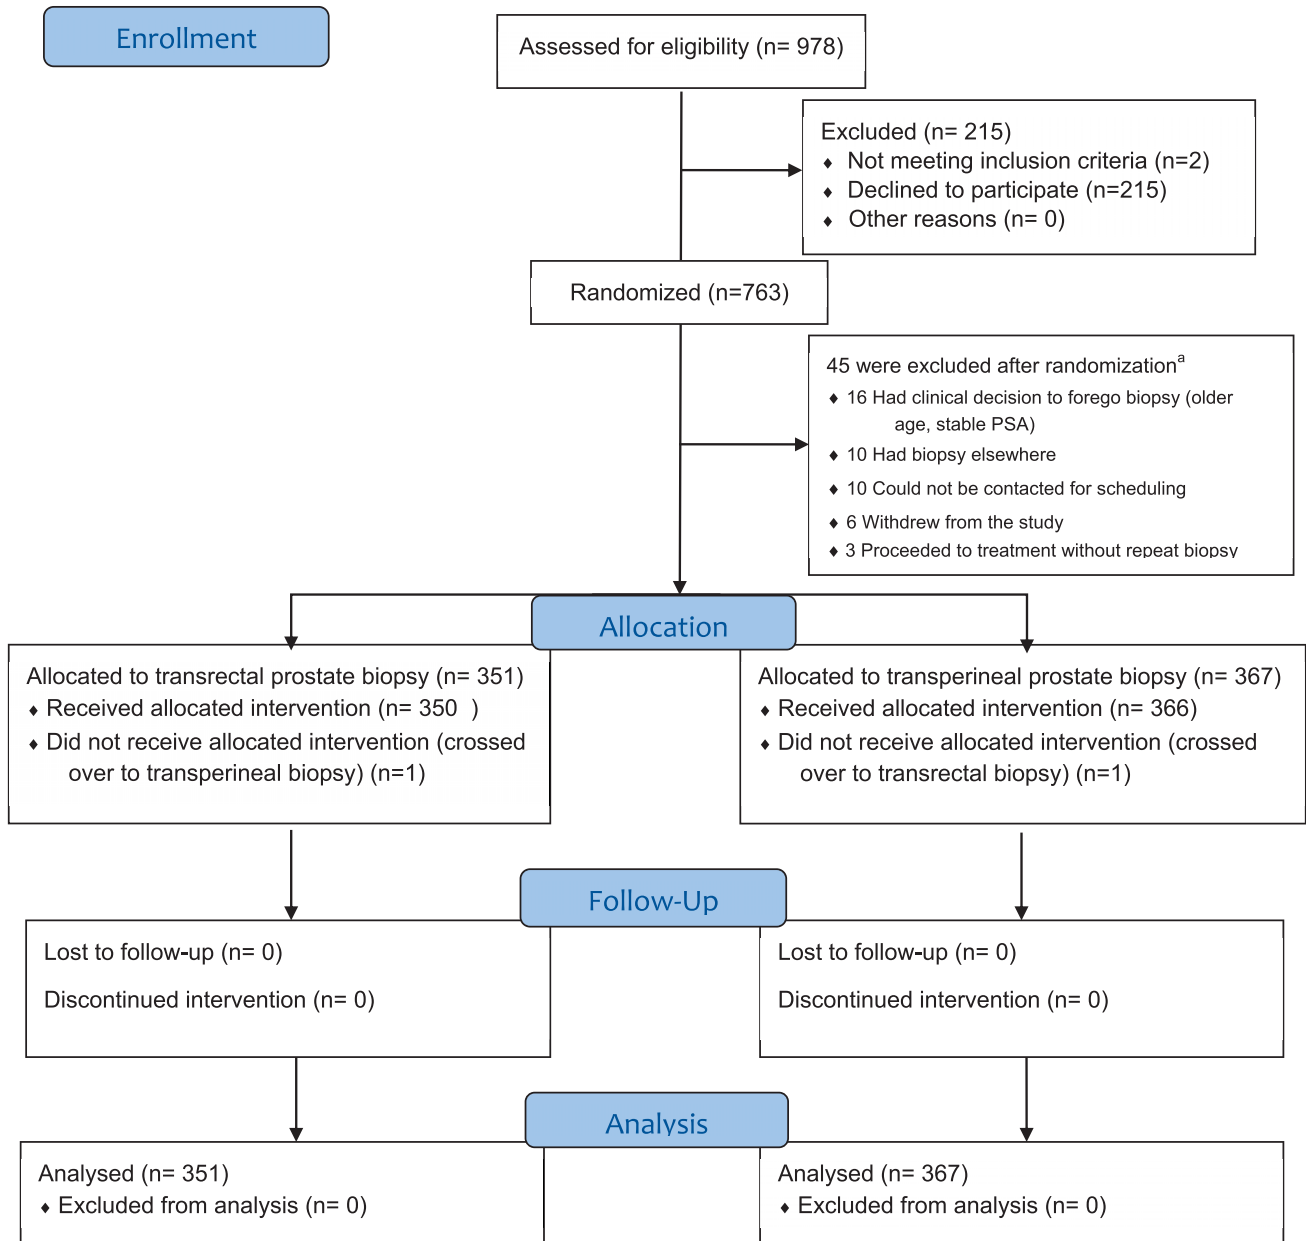 Enrollment
Assessed for eligibility (n= 978)
Excluded (n= 215)
♦ Not meeting inclusion criteria (n=2)
♦ Declined to participate (n=215)
♦ Other reasons (n= 0)
Randomized (n=763)
45 were excluded after randomizationᵃ
♦ 16 Had clinical decision to forego biopsy (older
age, stable PSA)
♦ 10 Had biopsy elsewhere
♦ 10 Could not be contacted for scheduling
♦ 6 Withdrew from the study
♦ 3 Proceeded to treatment without repeat biopsy
Allocation
Allocated to transrectal prostate biopsy (n= 351)
♦ Received allocated intervention (n= 350 )
♦ Did not receive allocated intervention (crossed
over to transperineal biopsy) (n=1)
Allocated to transperineal prostate biopsy (n= 367)
♦ Received allocated intervention (n= 366)
♦ Did not receive allocated intervention (crossed
over to transrectal biopsy) (n=1)
Follow-Up
Lost to follow-up (n= 0)
Discontinued intervention (n= 0)
Lost to follow-up (n= 0)
Discontinued intervention (n= 0)
Analysis
Analysed (n= 351)
♦ Excluded from analysis (n= 0)
Analysed (n= 367)
♦ Excluded from analysis (n= 0)